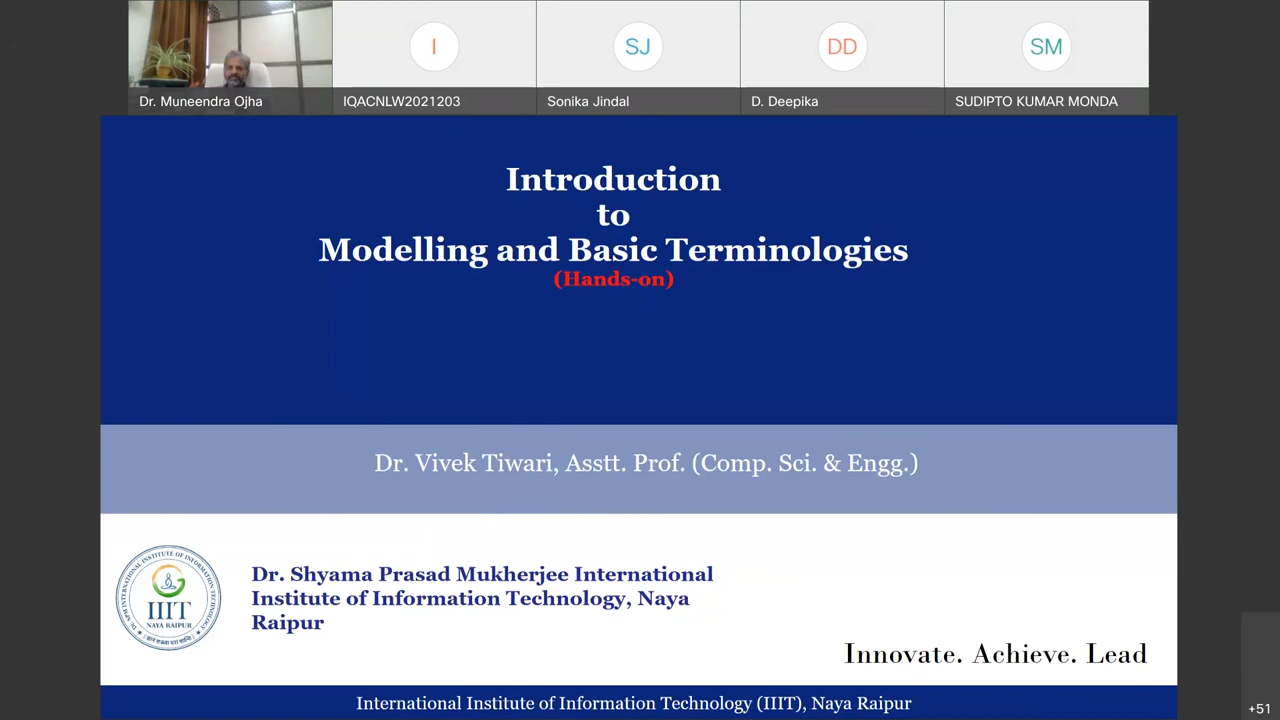 I
SJ
DD
SM
Dr. Muneendra Ojha
IQACNLW2021203
Sonika Jindal
D. Deepika
SUDIPTO KUMAR MONDA
Introduction
to
Modelling and Basic Terminologies
(Hands-on)
Dr. Vivek Tiwari, Asstt. Prof. (Comp. Sci. & Engg.)
IIIT
NAYA RAIPUR
Dr. Shyama Prasad Mukherjee International
Institute of Information Technology, Naya
Raipur
Innovate. Achieve. Lead
International Institute of Information Technology (IIIT), Naya Raipur
+51